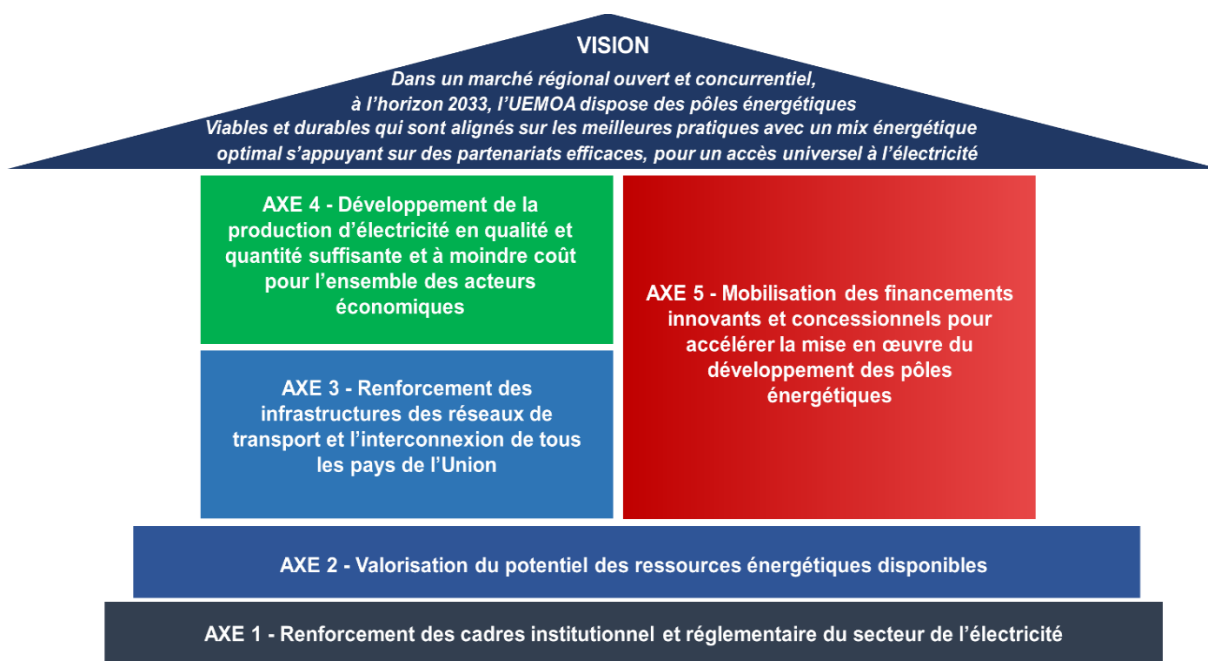 VISION
Dans un marché régional ouvert et concurrentiel,
à l’horizon 2033, l’UEMOA dispose des pôles énergétiques
Viables et durables qui sont alignés sur les meilleures pratiques avec un mix énergétique
optimal s’appuyant sur des partenariats efficaces, pour un accès universel à l’électricité
AXE 4 - Développement de la
production d’électricité en qualité et
quantité suffisante et à moindre coût
pour l’ensemble des acteurs
économiques
AXE 5 - Mobilisation des financements
innovants et concessionnels pour
accélérer la mise en œuvre du
développement des pôles
énergétiques
AXE 3 - Renforcement des
infrastructures des réseaux de
transport et l’interconnexion de tous
les pays de l’Union
AXE 2 - Valorisation du potentiel des ressources énergétiques disponibles
AXE 1 - Renforcement des cadres institutionnel et réglementaire du secteur de l’électricité